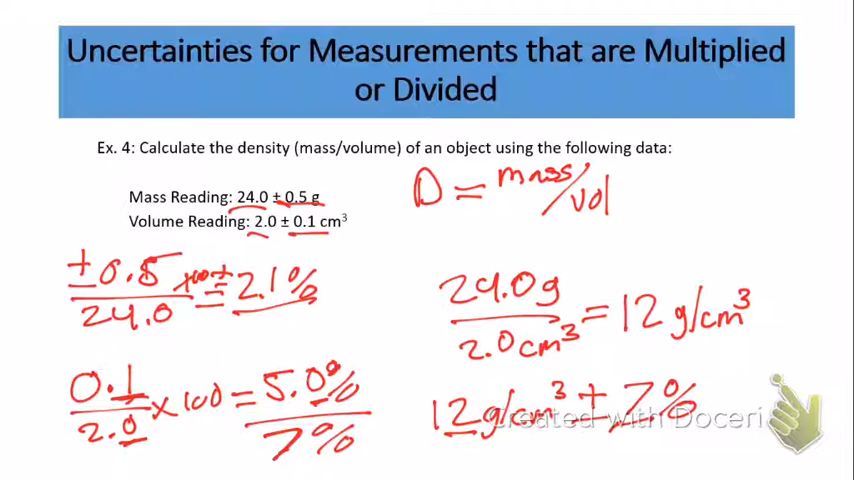 Uncertainties for Measurements that are Multiplied
or Divided
Ex. 4: Calculate the density (mass/volume) of an object using the following data:
Mass Reading: 24.0 ± 0.5 g
Volume Reading: 2.0 ± 0.1 cm³
D = mass/vol
±0.5/24.0 ×100 = ± 2.1%
24.0g/2.0cm³ = 12 g/cm³
0.1/2.0 × 100 = 5.0%
7%
12 g/cm³ ± 7%
Created with Doceri